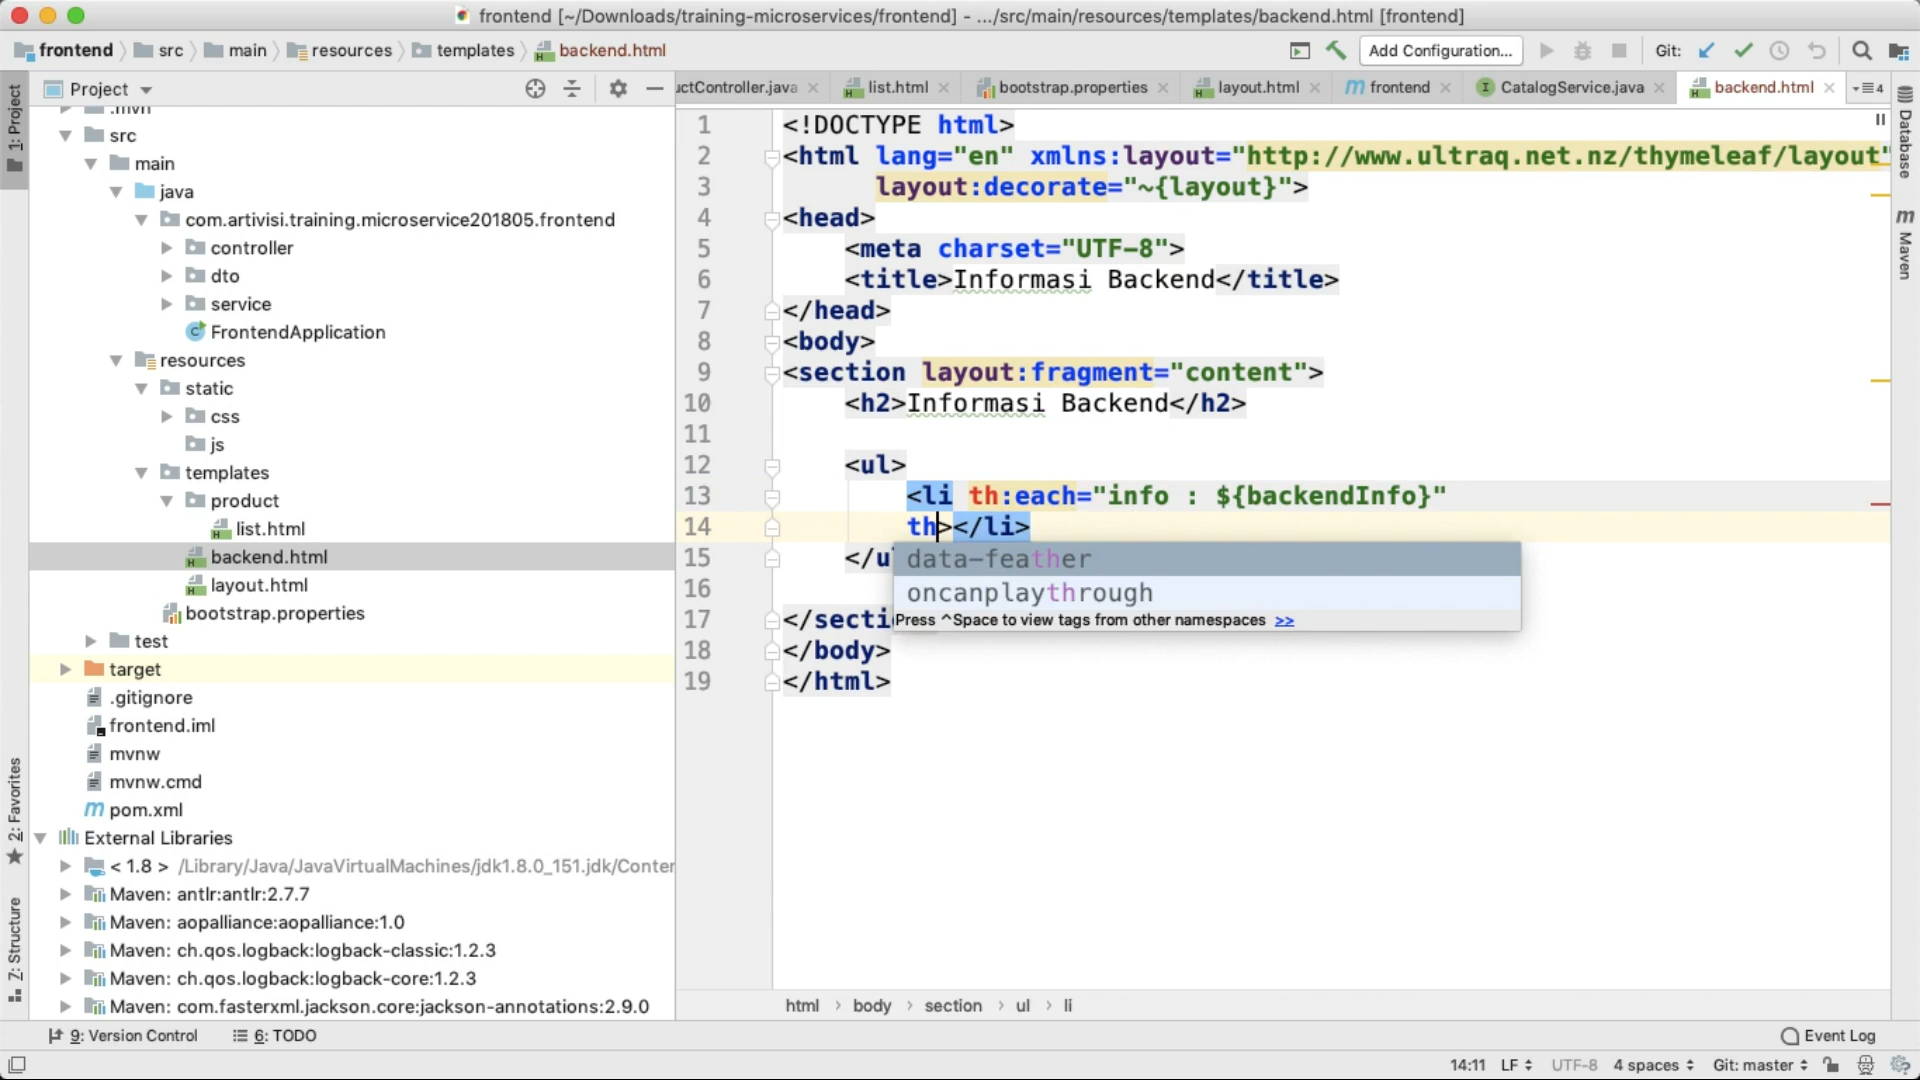 frontend [~/Downloads/training-microservices/frontend] - .../src/main/resources/templates/backend.html [frontend]
frontend src main resources templates backend.html
Add Configuration... Git:
1: Project
Project
.mvn
src
main
java
com.artivisi.training.microservice201805.frontend
controller
dto
service
FrontendApplication
resources
static
css
js
templates
product
list.html
backend.html
layout.html
bootstrap.properties
test
target
.gitignore
frontend.iml
mvnw
mvnw.cmd
pom.xml
External Libraries
< 1.8 > /Library/Java/JavaVirtualMachines/jdk1.8.0_151.jdk/Conter
Maven: antlr:antlr:2.7.7
Maven: aopalliance:aopalliance:1.0
Maven: ch.qos.logback:logback-classic:1.2.3
Maven: ch.qos.logback:logback-core:1.2.3
Maven: com.fasterxml.jackson.core:jackson-annotations:2.9.0
2: Favorites
7: Structure
uctController.java list.html bootstrap.properties layout.html frontend CatalogService.java backend.html 4
1 <!DOCTYPE html>
2 <html lang="en" xmlns:layout="http://www.ultraq.net.nz/thymeleaf/layout"
3 layout:decorate="~{layout}">
4 <head>
5 <meta charset="UTF-8">
6 <title>Informasi Backend</title>
7 </head>
8 <body>
9 <section layout:fragment="content">
10 <h2>Informasi Backend</h2>
11
12 <ul>
13 <li th:each="info : ${backendInfo}"
14 th></li>
15 </ul
16
17 </secti
18 </body>
19 </html>
data-feather
oncanplaythrough
Press ^Space to view tags from other namespaces >>
Database
Maven
html body section ul li
9: Version Control 6: TODO Event Log
14:11 LF UTF-8 4 spaces Git: master